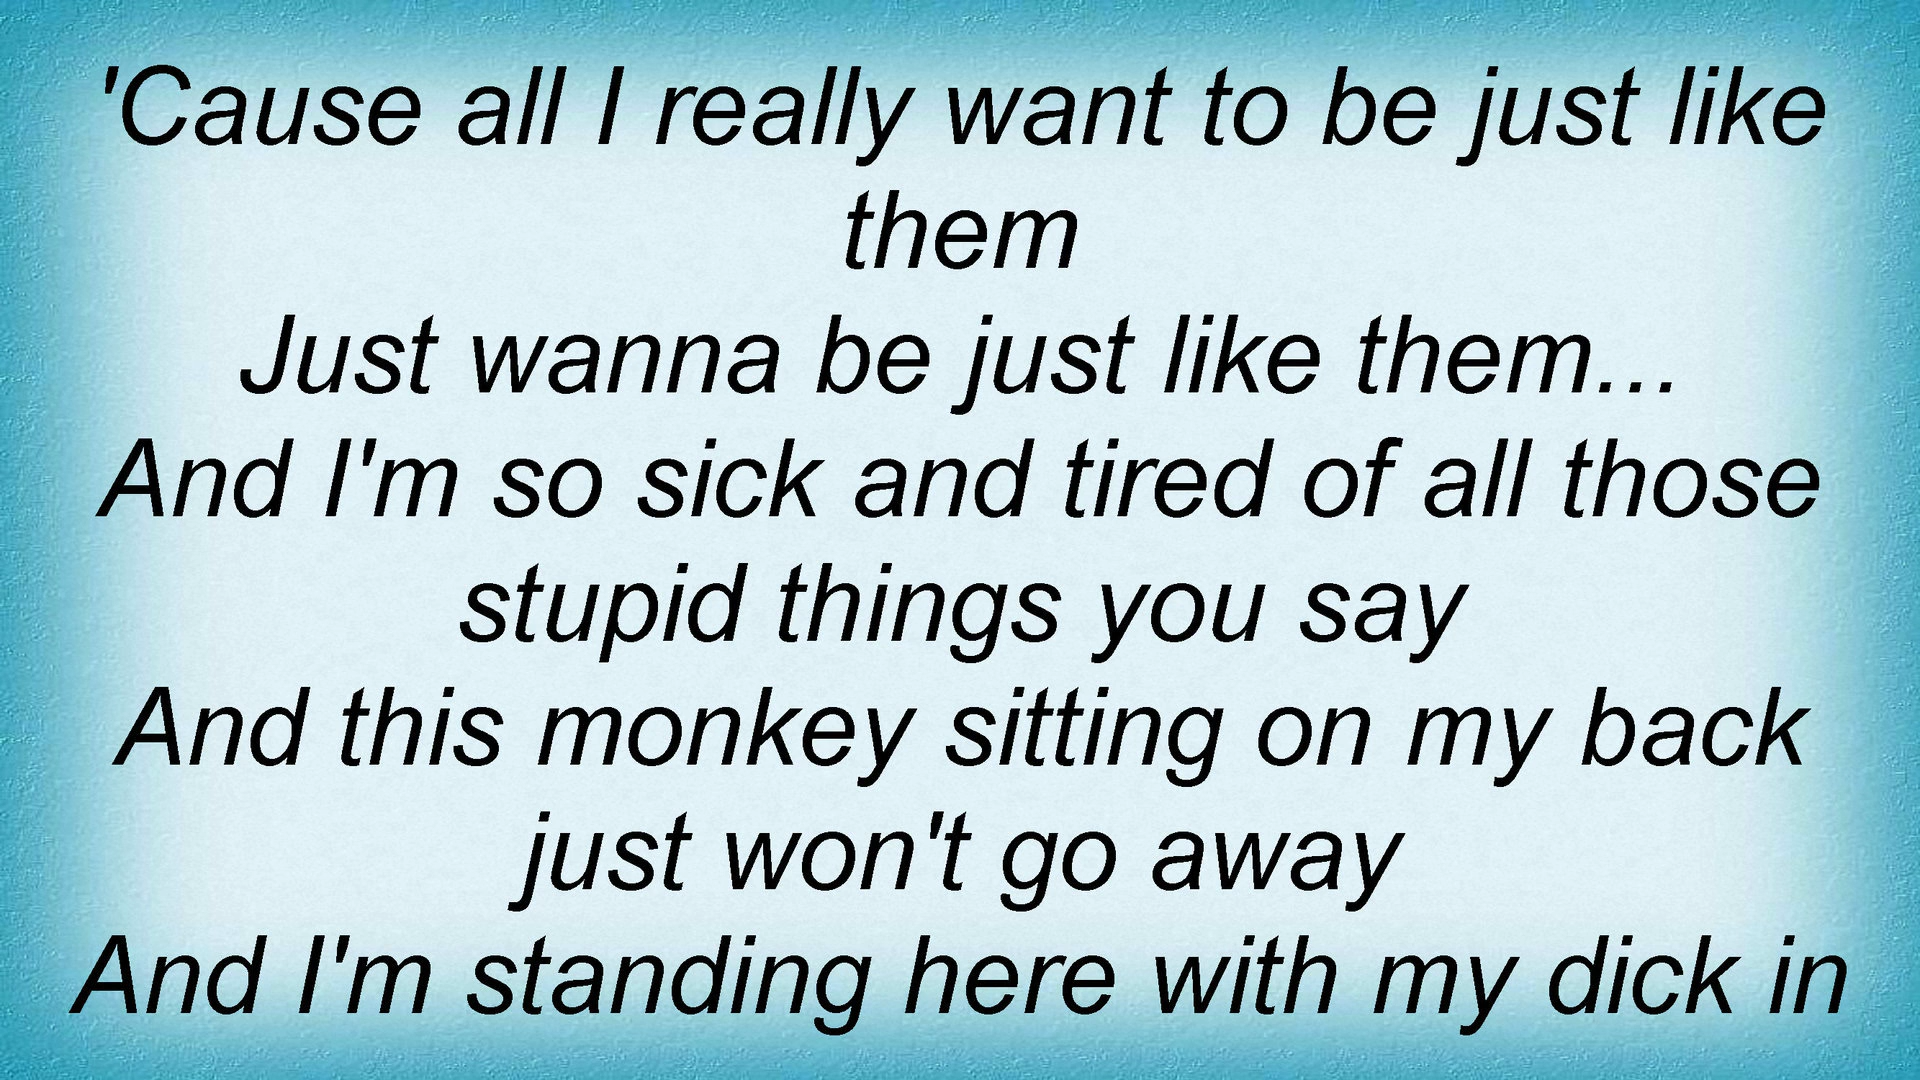 'Cause all I really want to be just like
them
Just wanna be just like them...
And I'm so sick and tired of all those
stupid things you say
And this monkey sitting on my back
just won't go away
And I'm standing here with my dick in